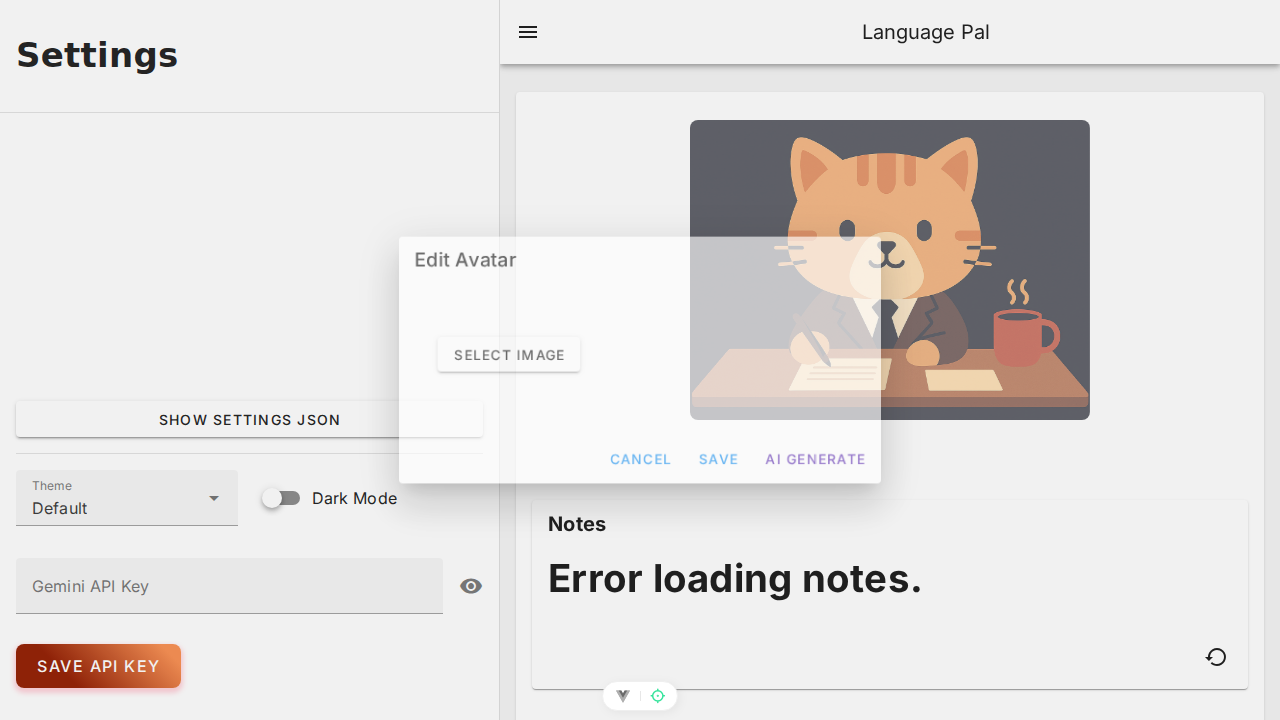 Settings
SHOW SETTINGS JSON
Theme
Default
Dark Mode
Gemini API Key
SAVE API KEY
Language Pal
Edit Avatar
SELECT IMAGE
CANCEL
SAVE
AI GENERATE
Notes
Error loading notes.